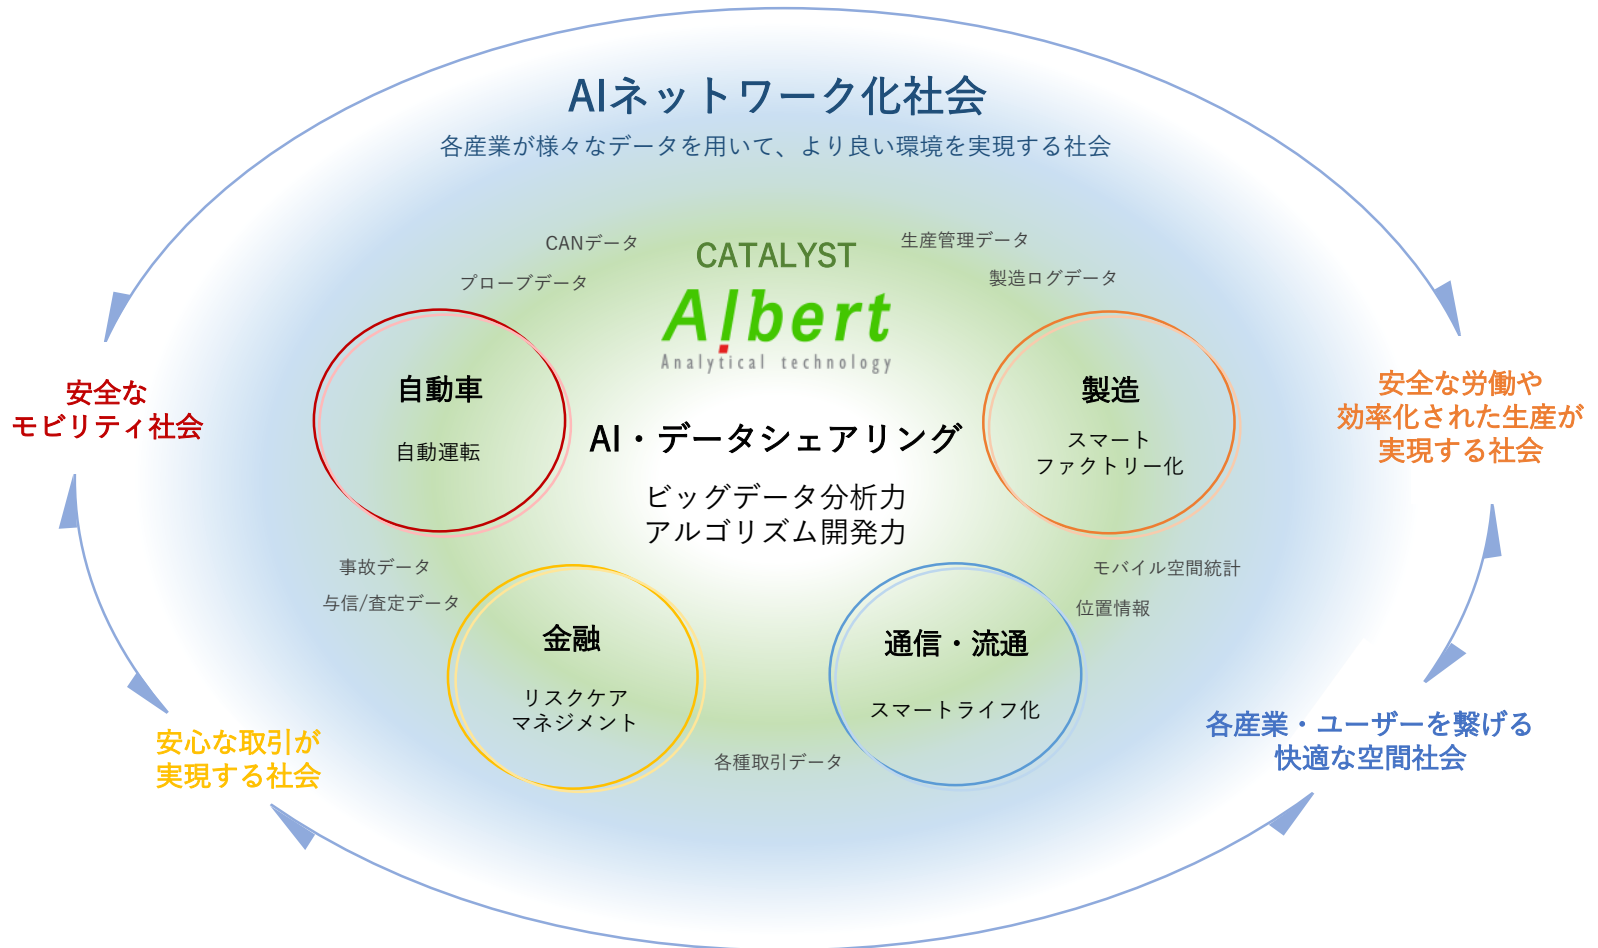 AIネットワーク化社会
各産業が様々なデータを用いて、より良い環境を実現する社会
CANデータ
プローブデータ
CATALYST
Albert
Analytical technology
生産管理データ
製造ログデータ
安全な
モビリティ社会
自動車
自動運転
AI・データシェアリング
ビッグデータ分析力
アルゴリズム開発力
製造
スマート
ファクトリー化
安全な労働や
効率化された生産が
実現する社会
事故データ
与信/査定データ
モバイル空間統計
位置情報
金融
リスクケア
マネジメント
通信・流通
スマートライフ化
各種取引データ
安心な取引が
実現する社会
各産業・ユーザーを繋げる
快適な空間社会